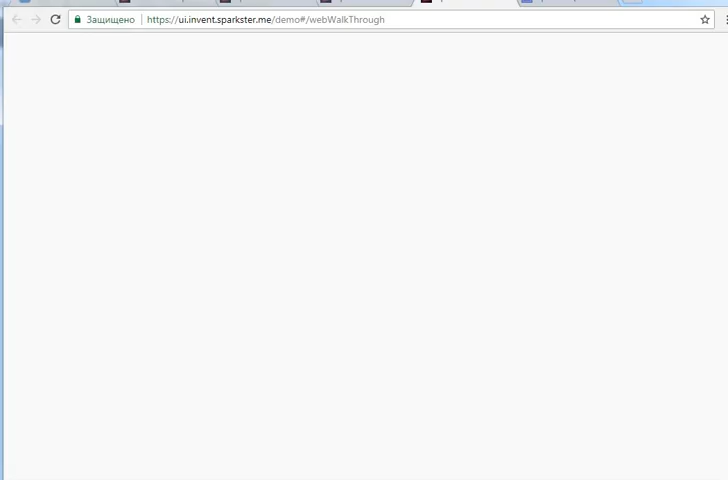 Защищено https://ui.invent.sparkster.me/demo#/webWalkThrough